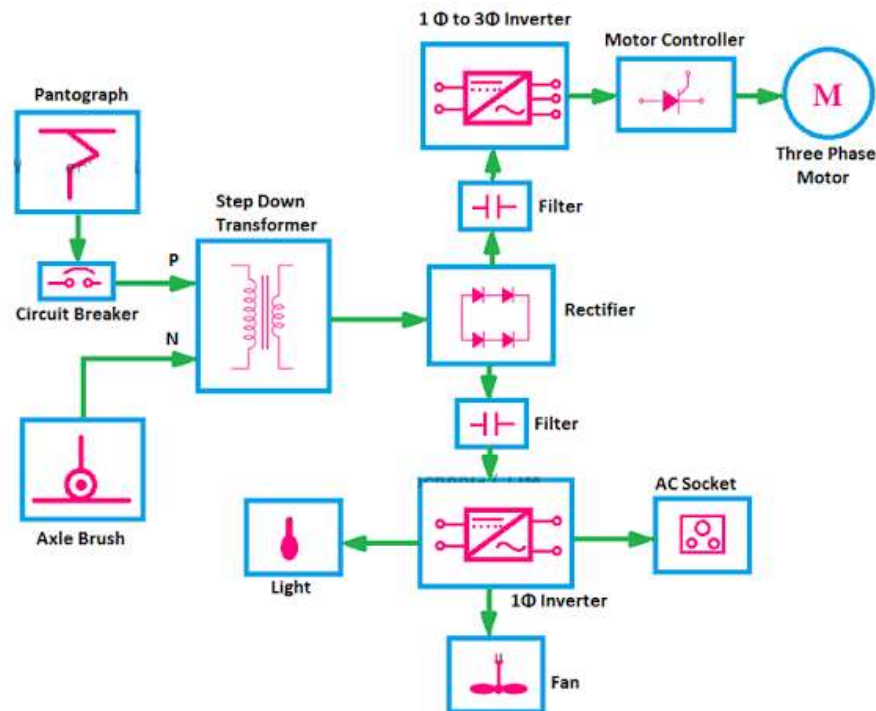 1 Φ to 3Φ Inverter
Motor Controller
Pantograph
M
Three Phase
Motor
Step Down
Transformer
Filter
P
Circuit Breaker
Rectifier
N
Filter
AC Socket
Axle Brush
Light
1Φ Inverter
Fan